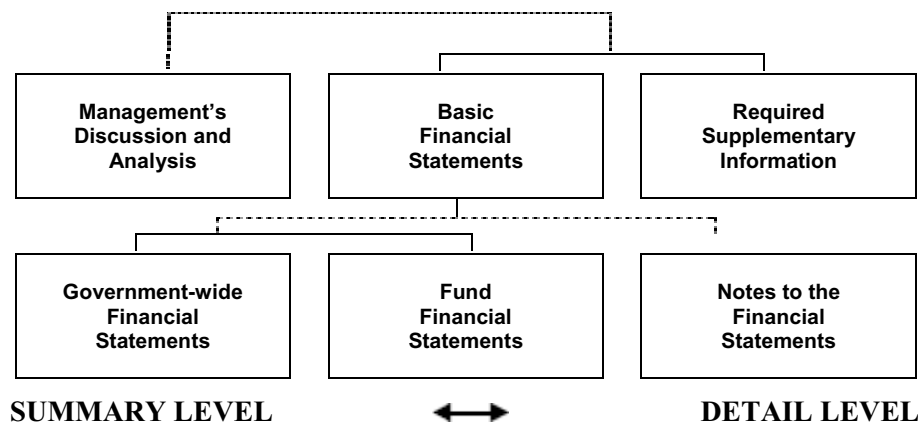 Management’s
Discussion and
Analysis
Basic
Financial
Statements
Required
Supplementary
Information
Government-wide
Financial
Statements
Fund
Financial
Statements
Notes to the
Financial
Statements
SUMMARY LEVEL
DETAIL LEVEL